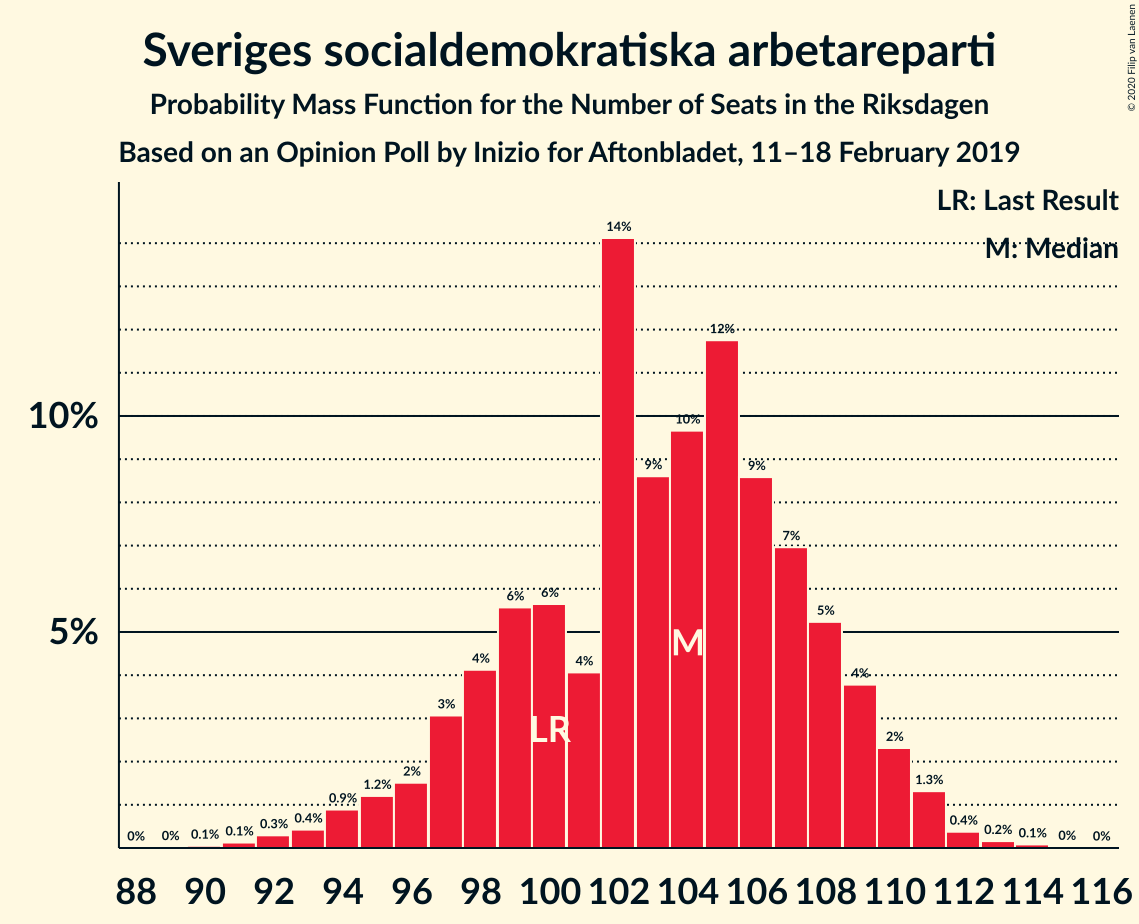 Sveriges socialdemokratiska arbetareparti
Probability Mass Function for the Number of Seats in the Riksdagen
Based on an Opinion Poll by Inizio for Aftonbladet, 11–18 February 2019
© 2020 Filip van Laenen
LR: Last Result
M: Median
10%
5%
0% 0% 0.1% 0.1% 0.3% 0.4% 0.9% 1.2% 2% 3% 4% 6% 6% 4% 14% 9% 10% 12% 9% 7% 5% 4% 2% 1.3% 0.4% 0.2% 0.1% 0% 0%
M
LR
88 90 92 94 96 98 100 102 104 106 108 110 112 114 116